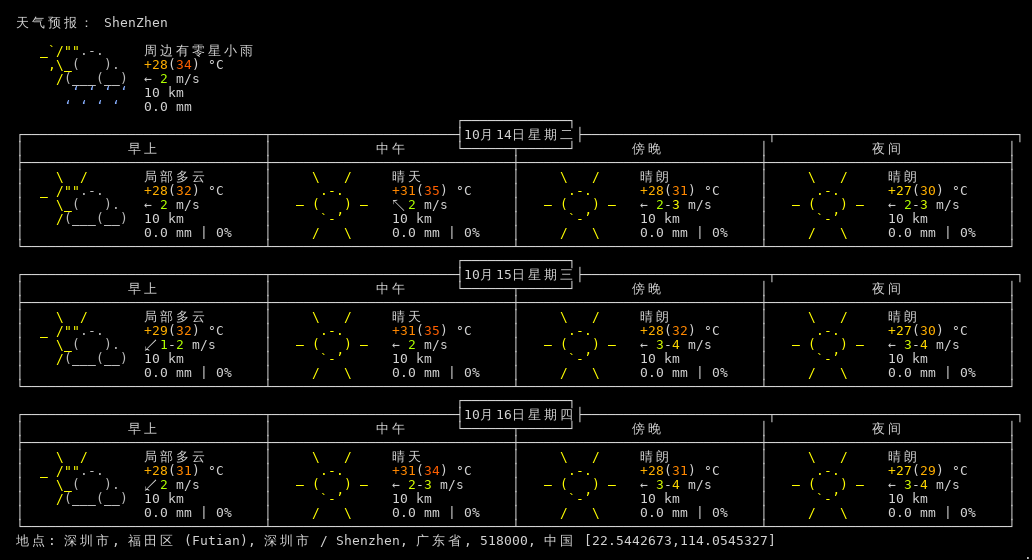 天气预报: ShenZhen
周边有零星小雨
+28(34) °C
← 2 m/s
10 km
0.0 mm
10月14日星期二
早上 中午 傍晚 夜间
局部多云 晴天 晴朗 晴朗
+28(32) °C +31(35) °C +28(31) °C +27(30) °C
← 2 m/s ↖ 2 m/s ← 2-3 m/s ← 2-3 m/s
10 km 10 km 10 km 10 km
0.0 mm | 0% 0.0 mm | 0% 0.0 mm | 0% 0.0 mm | 0%
10月15日星期三
早上 中午 傍晚 夜间
局部多云 晴天 晴朗 晴朗
+29(32) °C +31(35) °C +28(32) °C +27(30) °C
↙ 1-2 m/s ← 2 m/s ← 3-4 m/s ← 3-4 m/s
10 km 10 km 10 km 10 km
0.0 mm | 0% 0.0 mm | 0% 0.0 mm | 0% 0.0 mm | 0%
10月16日星期四
早上 中午 傍晚 夜间
局部多云 晴天 晴朗 晴朗
+28(31) °C +31(34) °C +28(31) °C +27(29) °C
↙ 2 m/s ← 2-3 m/s ← 3-4 m/s ← 3-4 m/s
10 km 10 km 10 km 10 km
0.0 mm | 0% 0.0 mm | 0% 0.0 mm | 0% 0.0 mm | 0%
地点: 深圳市, 福田区 (Futian), 深圳市 / Shenzhen, 广东省, 518000, 中国 [22.5442673,114.0545327]